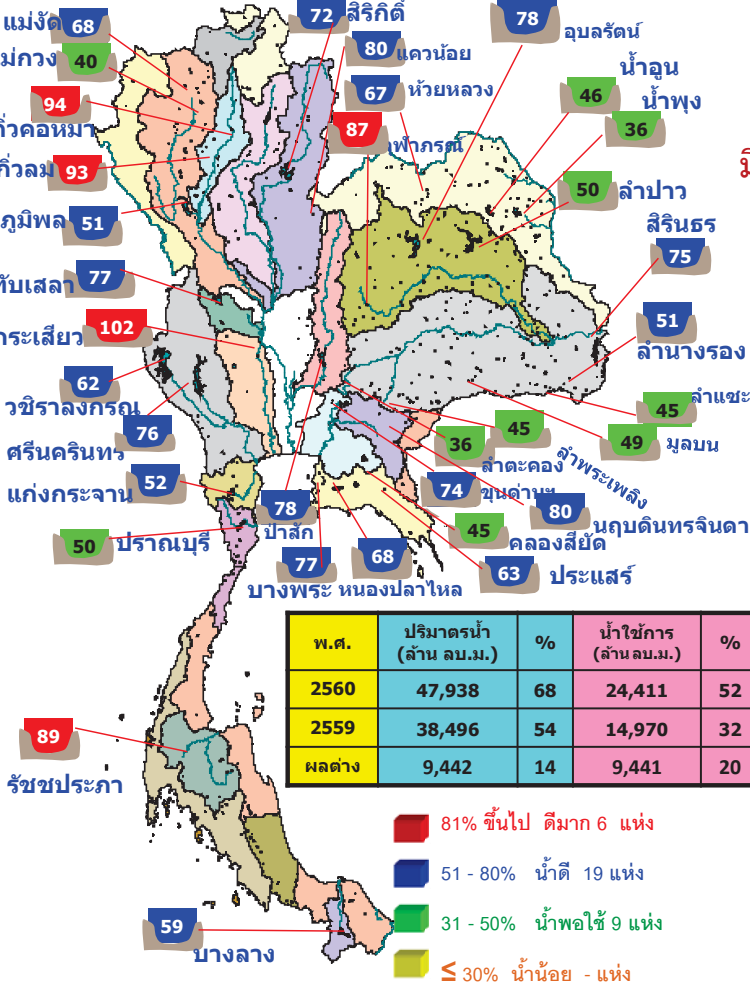 72 สิริกิติ์
78 อุบลรัตน์
แม่งัด 68
80 แควน้อย
ม่กวง 40
67 ห้วยหลวง
น้ำอูน
46 น้ำพุง
94
87 ฬาภรณ์
36
กิ่วคอหมา
กิ่วลม 93
50 ลำปาว
ภูมิพล 51
สิรินธร
75
ทับเสลา 77
กระเสียว 102
51
ลำนางรอง
62
วชิราลงกรณ
45 ลำแซะ
76
ศรีนครินทร์
36
45
49 มูลบน
ลำตะคอง
ลำพระเพลิง
แก่งกระจาน 52
74 ขุนด่านฯ
78
ป่าสัก
80 นฤบดินทรจินดา
50 ปราณบุรี
45 คลองสียัด
77
บางพระ
68
หนองปลาไหล
63 ประแสร์
พ.ศ. ปริมาตรน้ำ (ล้าน ลบ.ม.) % น้ำใช้การ (ล้าน ลบ.ม.) %
2560 47,938 68 24,411 52
2559 38,496 54 14,970 32
ผลต่าง 9,442 14 9,441 20
89
รัชชประภา
81% ขึ้นไป ดีมาก 6 แห่ง
51 - 80% น้ำดี 19 แห่ง
31 - 50% น้ำพอใช้ 9 แห่ง
≤ 30% น้ำน้อย - แห่ง
59
บางลาง